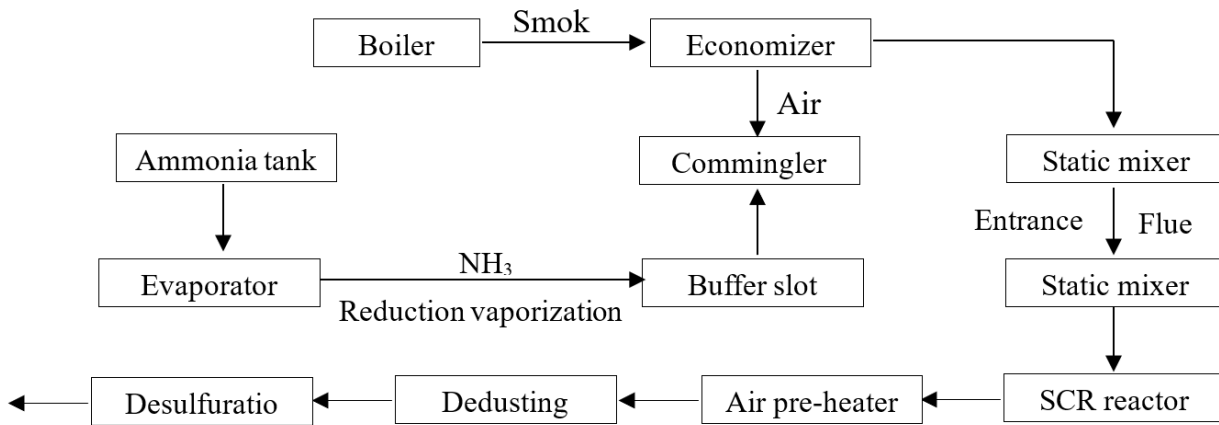 Boiler
Smok
Economizer
Air
Ammonia tank
Commingler
Static mixer
Entrance
Flue
Evaporator
NH₃
Reduction vaporization
Buffer slot
Static mixer
Desulfuratio
Dedusting
Air pre-heater
SCR reactor